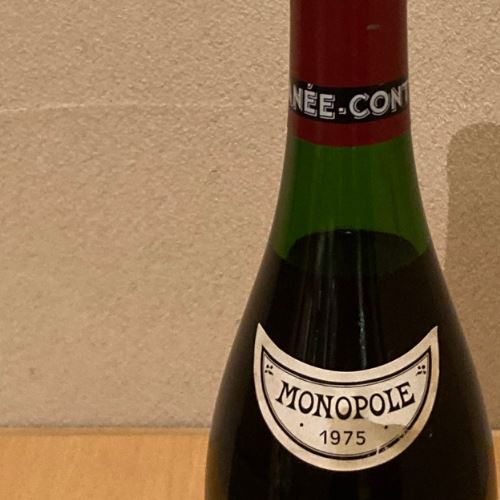 NÉE-CONT
MONOPOLE
· 1975 ·